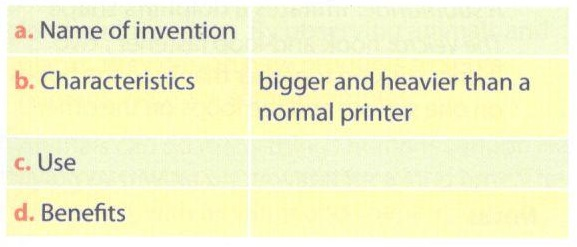 a. Name of invention
b. Characteristics bigger and heavier than a
normal printer
c. Use
d. Benefits